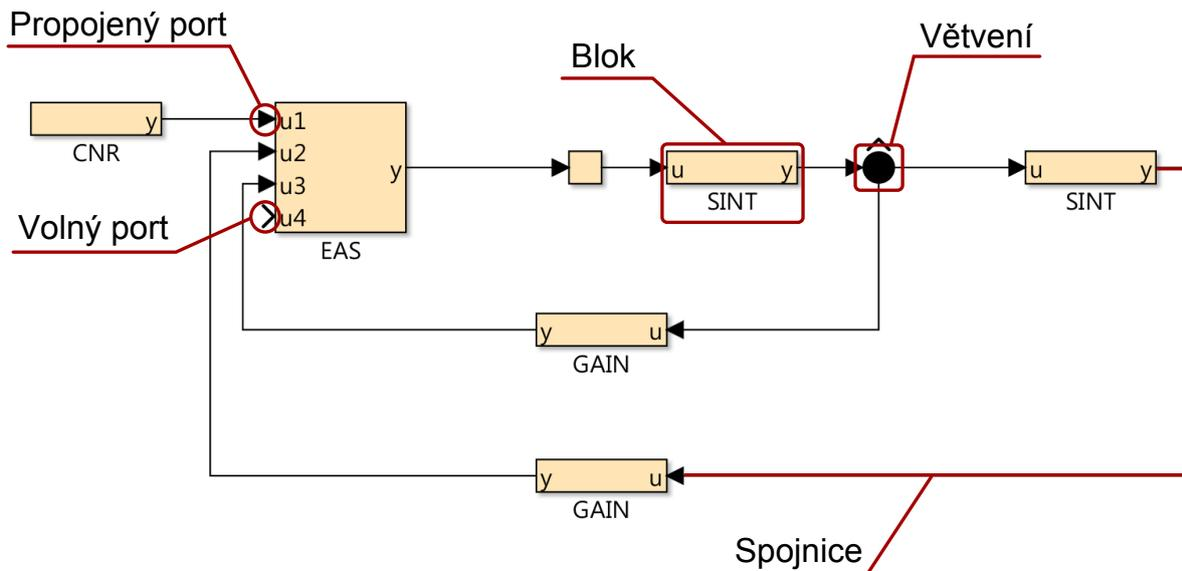 Propojený port
Větvení
Blok
y
CNR
u1
u2
u3
u4
y
EAS
u y
SINT
u y
SINT
Volný port
y u
GAIN
y u
GAIN
Spojnice